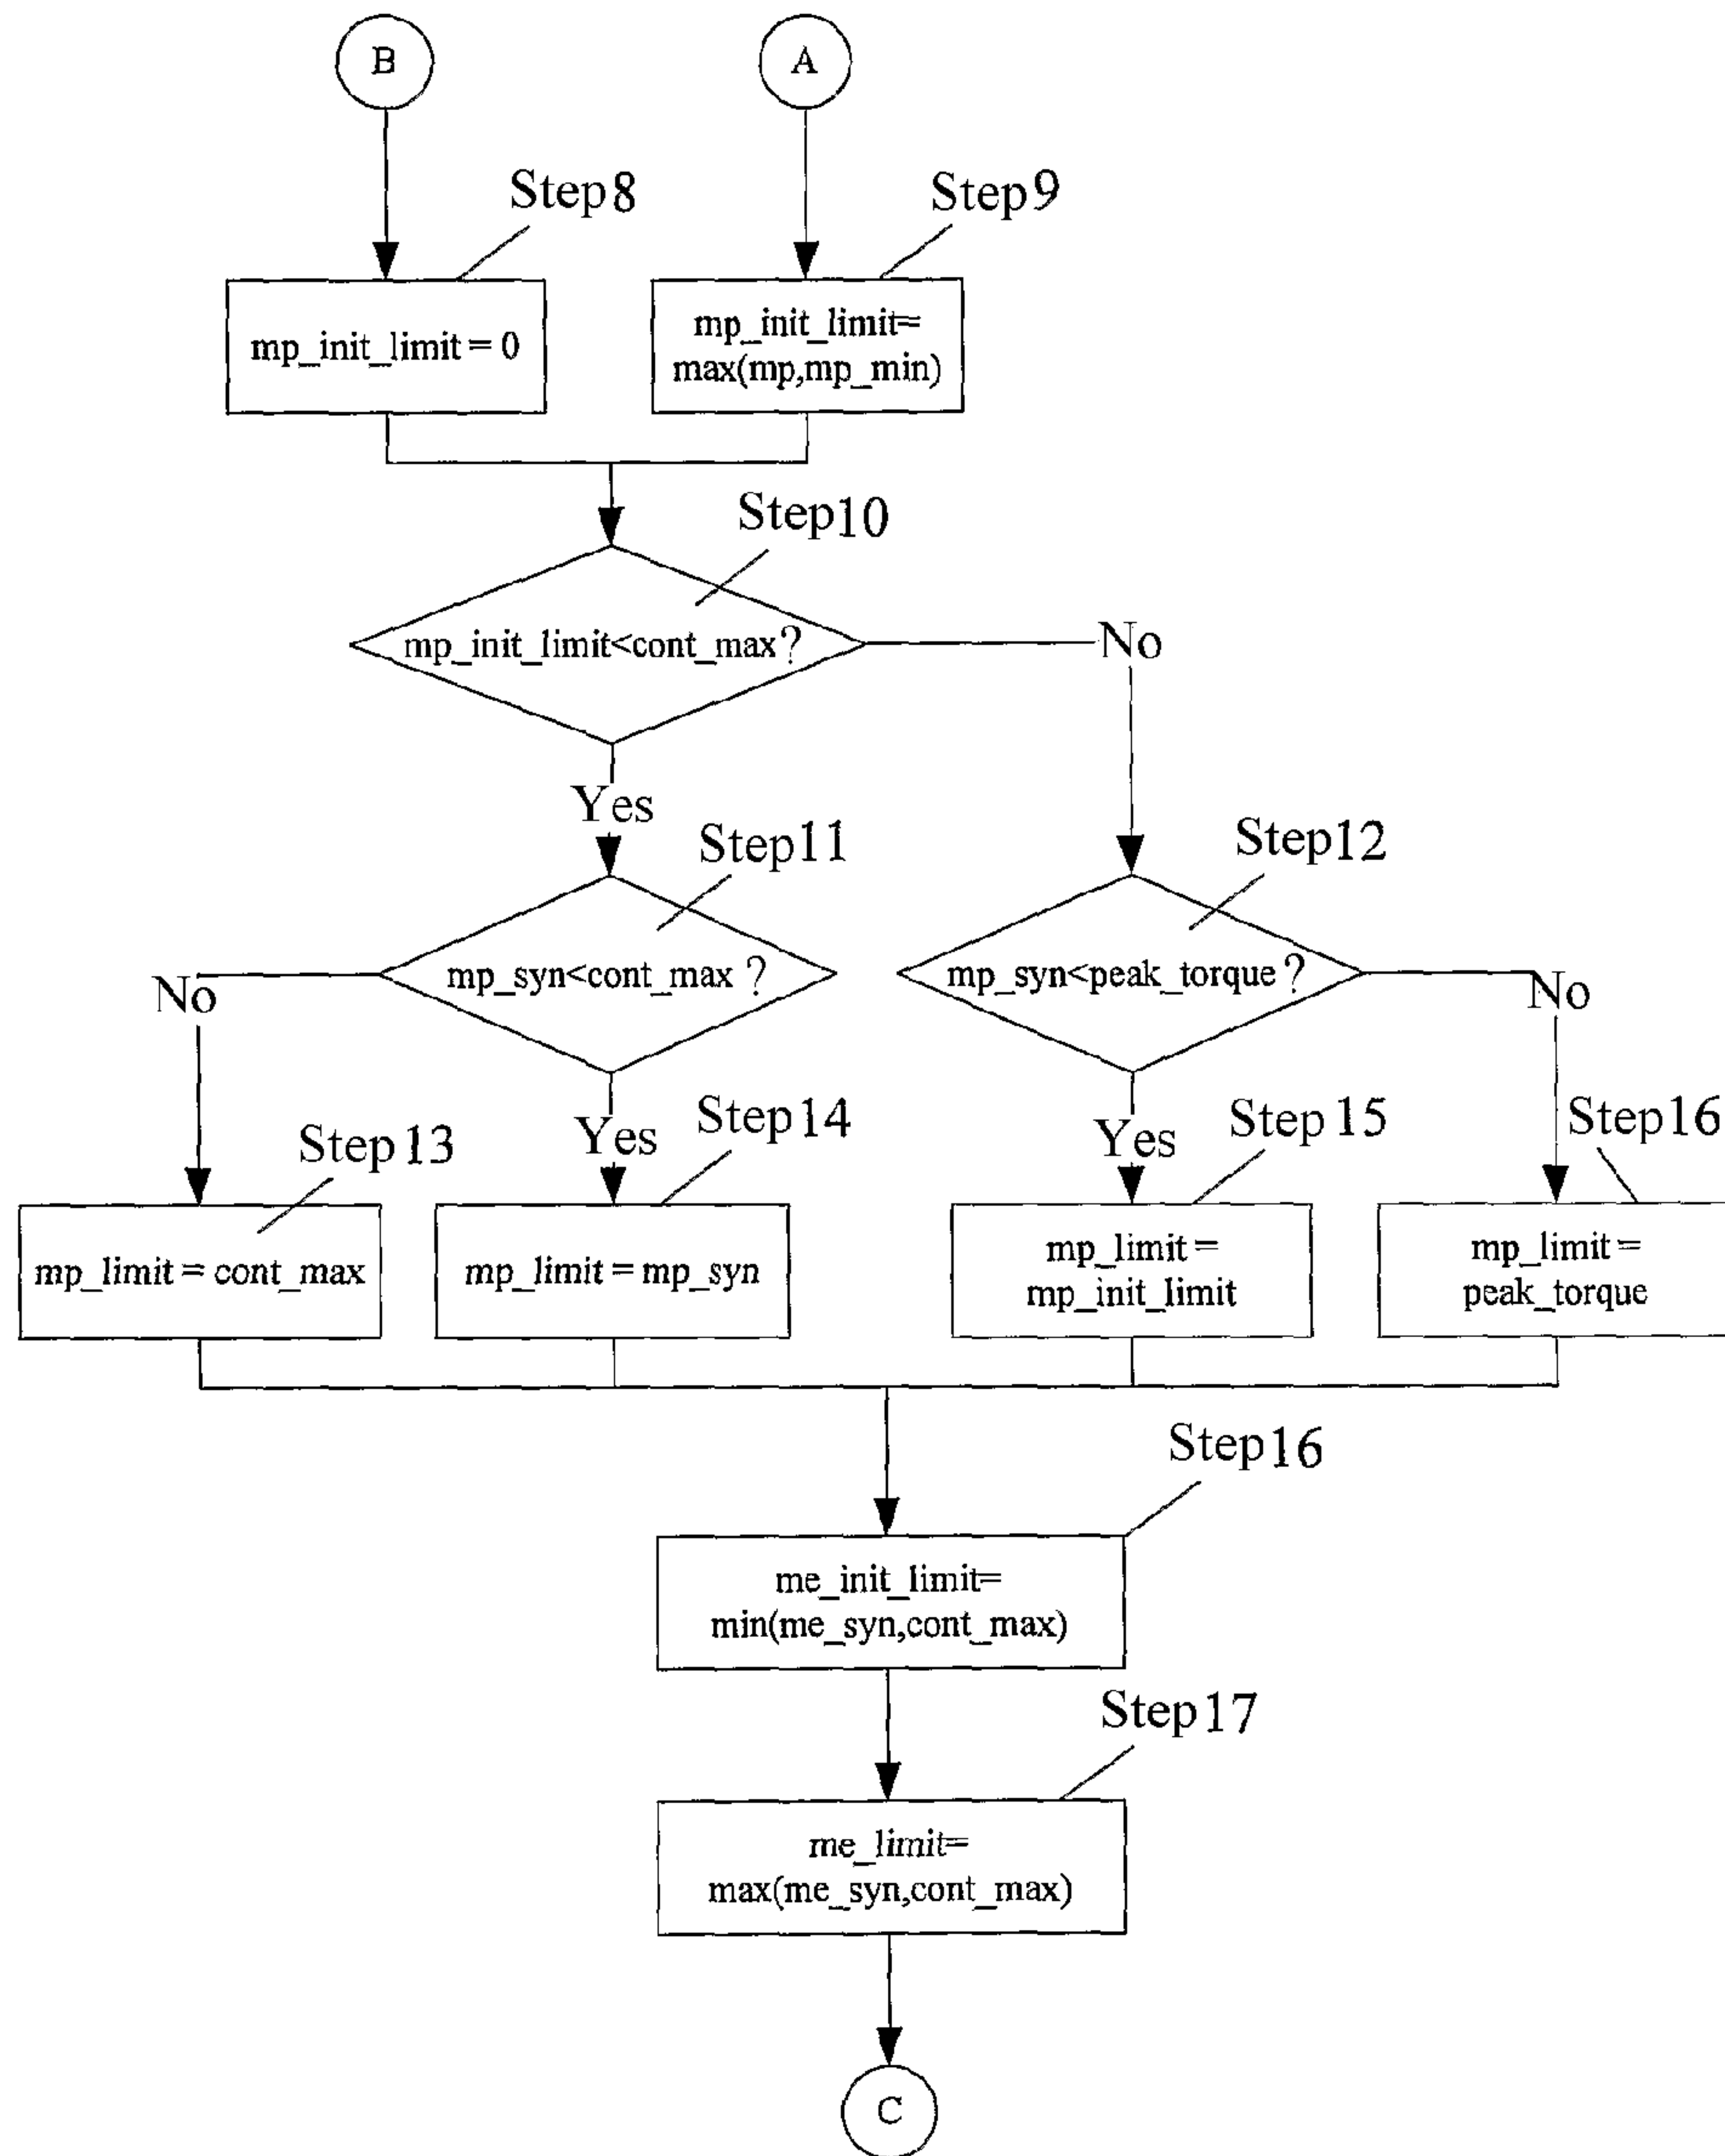 B
A
Step8
Step9
mp_init_limit = 0
mp_init_limit=
max(mp,mp_min)
Step10
mp_init_limit<cont_max?
No
Yes
Step11
Step12
mp_syn<cont_max ?
mp_syn<peak_torque ?
No
No
Yes
Step14
Yes
Step 15
Step16
Step13
mp_limit = cont_max
mp_limit = mp_syn
mp_limit =
mp_init_limit
mp_limit =
peak_torque
Step16
me_init_limit=
min(me_syn,cont_max)
Step17
me_limit=
max(me_syn,cont_max)
C